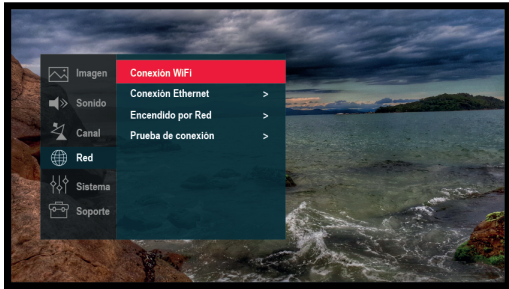 Imagen
Sonido
Canal
Red
Sistema
Soporte
Conexión WiFi
Conexión Ethernet >
Encendido por Red >
Prueba de conexión >